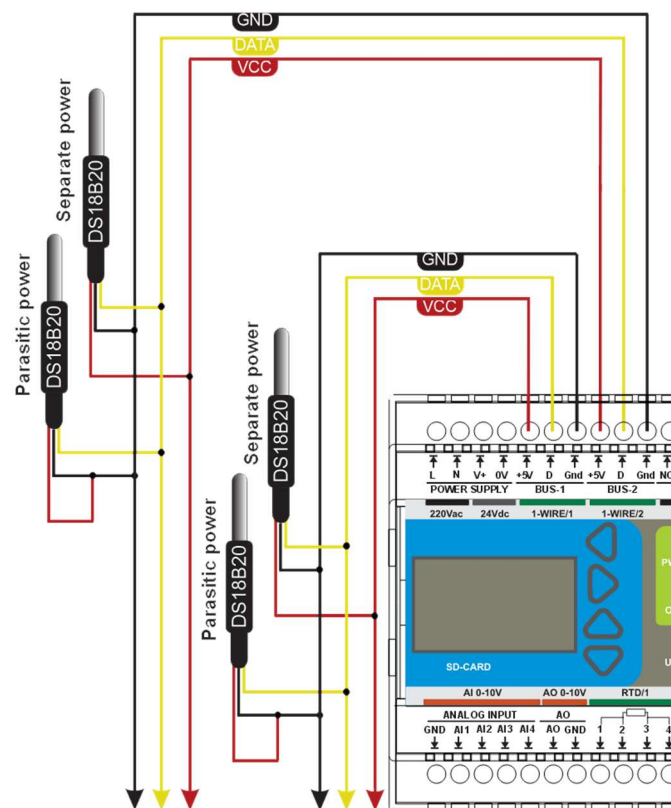 GND
DATA
VCC
Separate power
DS18B20
Parasitic power
DS18B20
GND
DATA
VCC
Separate power
DS18B20
Parasitic power
DS18B20
L N V+ 0V +5V D Gnd +5V D Gnd
POWER SUPPLY BUS-1 BUS-2
220Vac 24Vdc 1-WIRE/1 1-WIRE/2
SD-CARD
AI 0-10V AO 0-10V RTD/1
ANALOG INPUT AO
GND AI1 AI2 AI3 AI4 AO GND 1 2 3 4